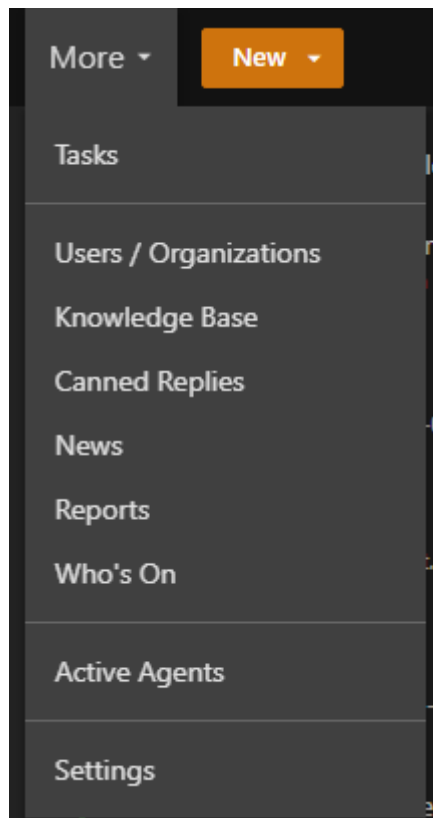 More
New
Tasks
Users / Organizations
Knowledge Base
Canned Replies
News
Reports
Who's On
Active Agents
Settings